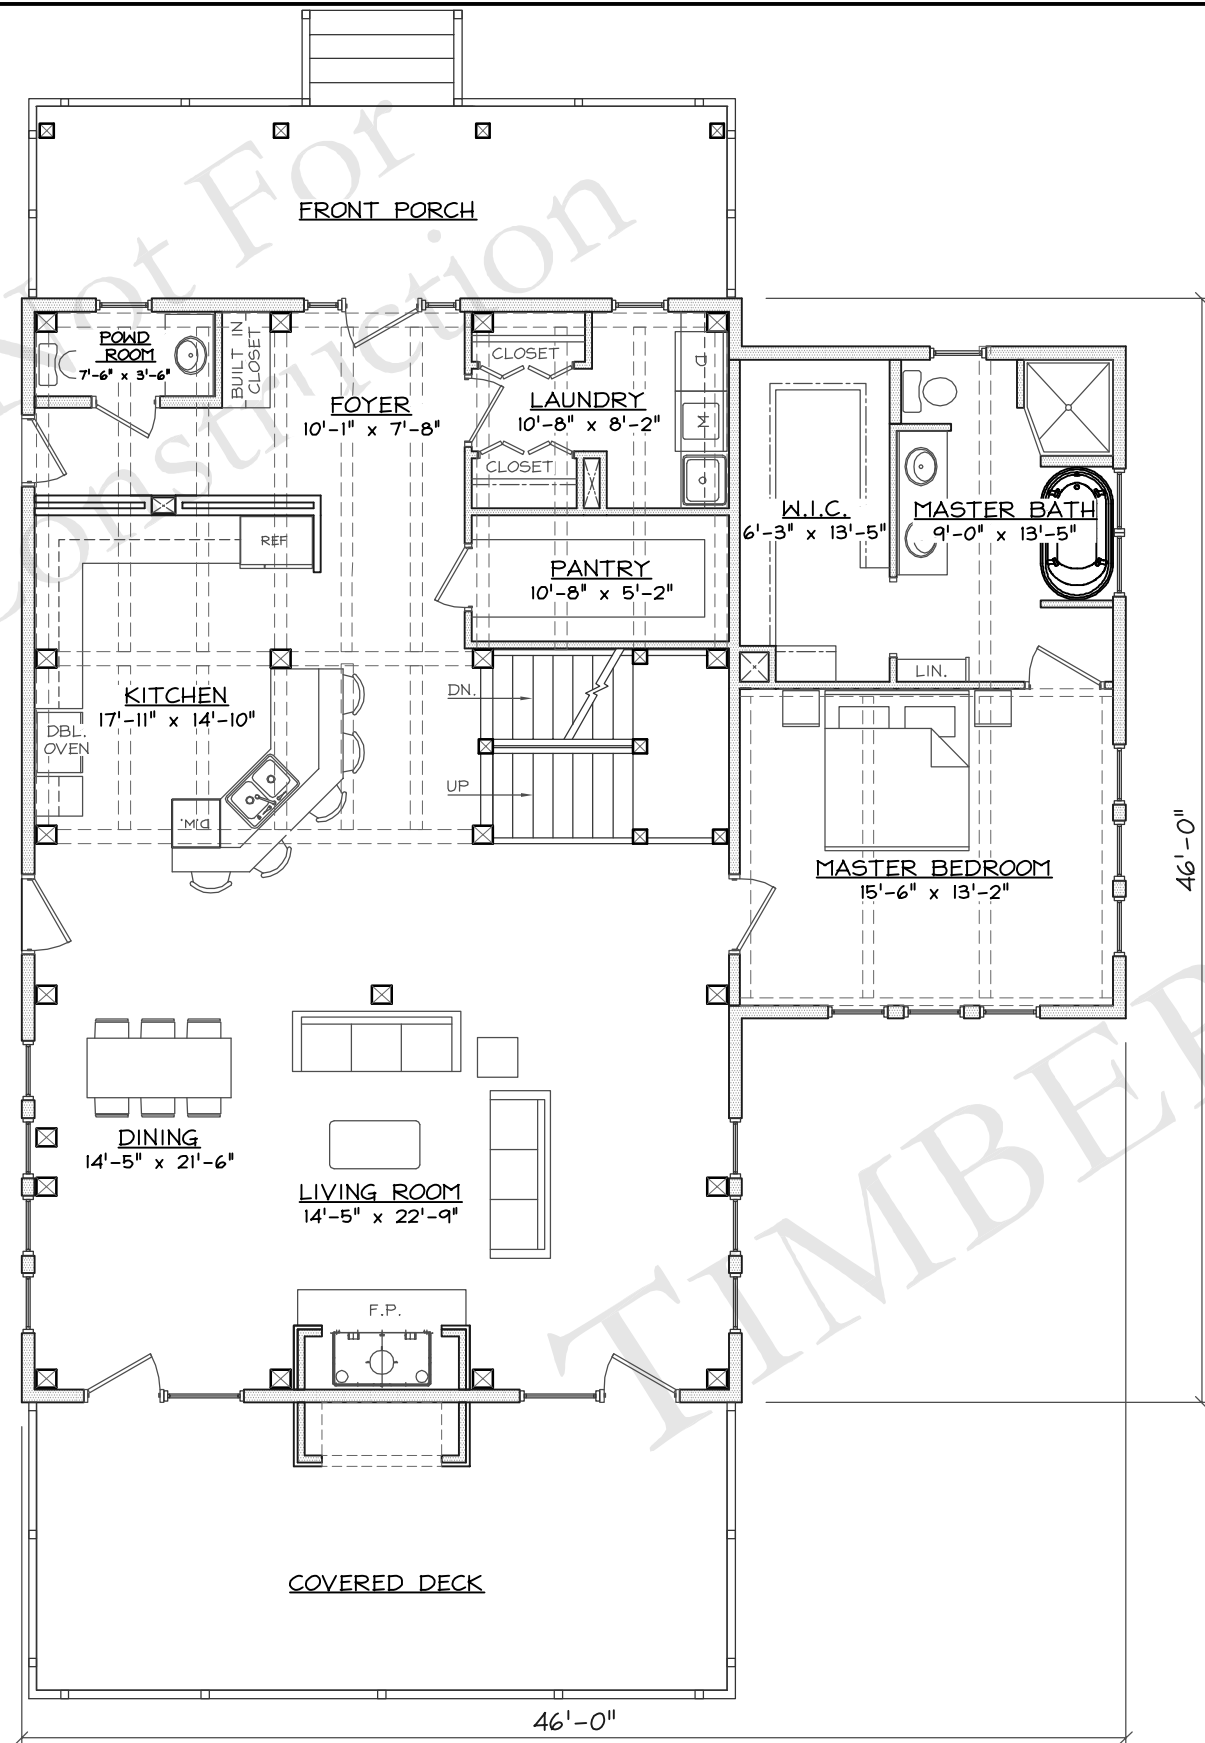 Not For
Construction
FRONT PORCH
POWD
ROOM
7'-6" x 3'-6"
BUILT IN
CLOSET
FOYER
10'-1" x 7'-8"
CLOSET
LAUNDRY
10'-8" x 8'-2"
CLOSET
D
M
W.I.C.
6'-3" x 13'-5"
MASTER BATH
9'-0" x 13'-5"
REF
PANTRY
10'-8" x 5'-2"
LIN.
KITCHEN
17'-11" x 14'-10"
DBL.
OVEN
DN.
UP
D.W.
MASTER BEDROOM
15'-6" x 13'-2"
46'-0"
DINING
14'-5" x 21'-6"
LIVING ROOM
14'-5" x 22'-9"
TIMBER
F.P.
COVERED DECK
46'-0"